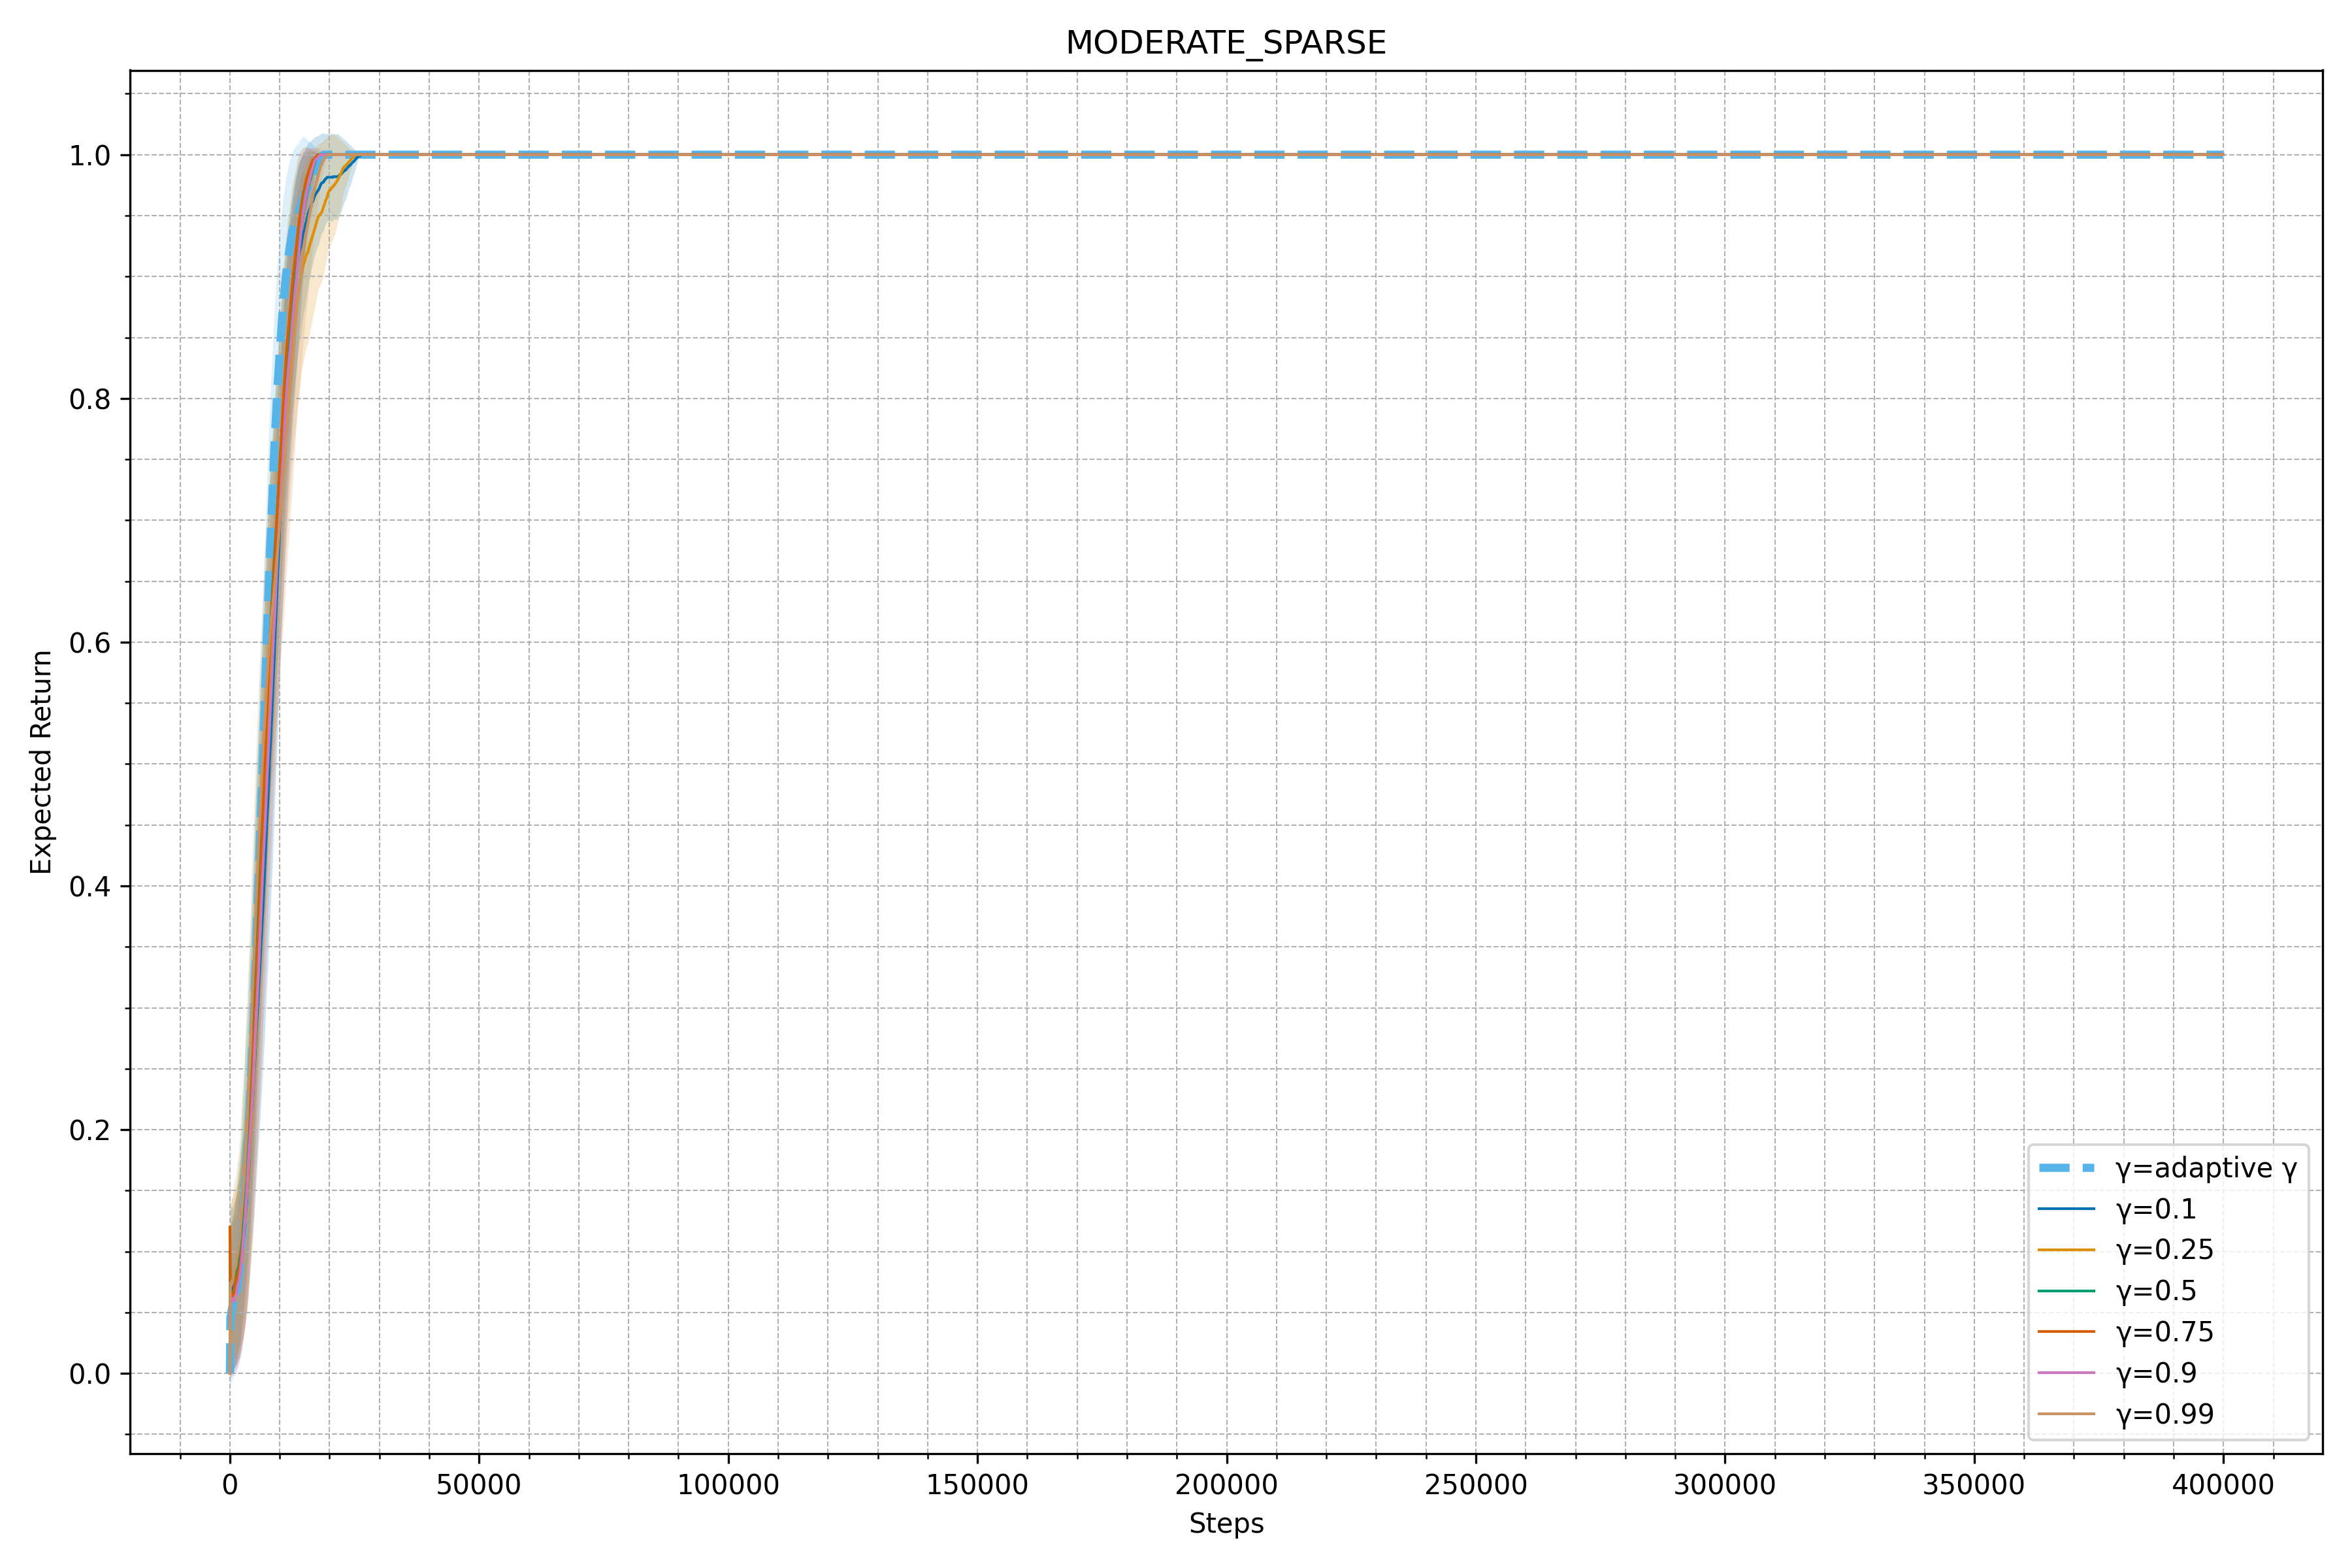 MODERATE_SPARSE
Expected Return
1.0
0.8
0.6
0.4
0.2
0.0
γ=adaptive γ
γ=0.1
γ=0.25
γ=0.5
γ=0.75
γ=0.9
γ=0.99
0 50000 100000 150000 200000 250000 300000 350000 400000
Steps